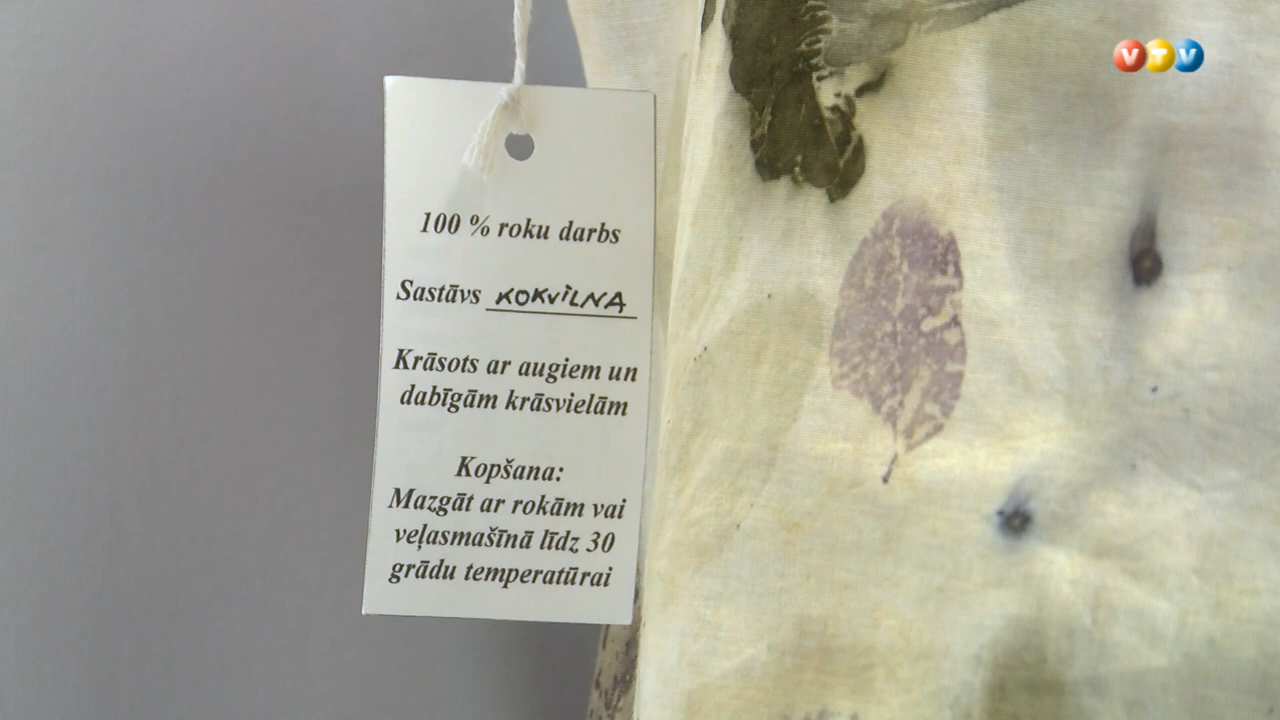 VTV
100 % roku darbs
Sastāvs KOKVILNA
Krāsots ar augiem un
dabīgām krāsvielām
Kopšana:
Mazgāt ar rokām vai
veļasmašīnā līdz 30
grādu temperatūrai